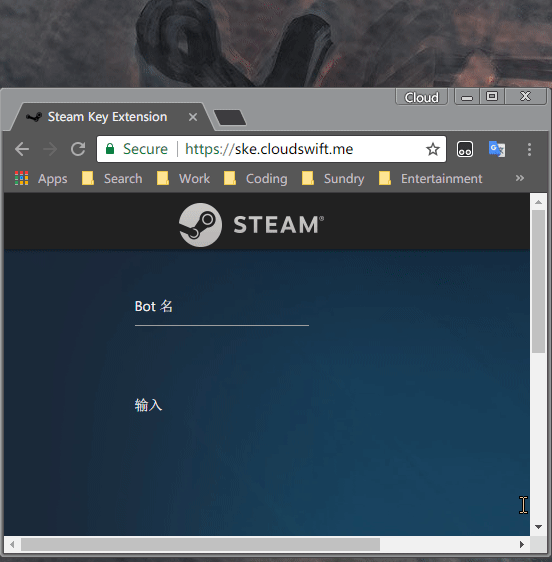 Cloud
Steam Key Extension
Secure https://ske.cloudswift.me
Apps Search Work Coding Sundry Entertainment »
STEAM®
Bot 名
输入